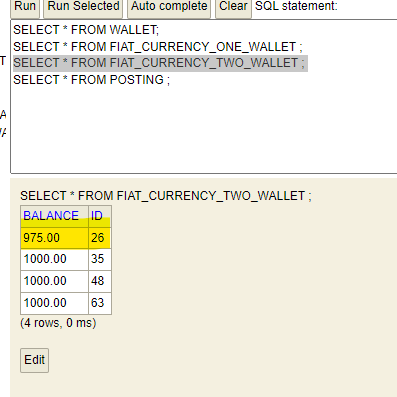 Run Run Selected Auto complete Clear SQL statement:
SELECT * FROM WALLET;
SELECT * FROM FIAT_CURRENCY_ONE_WALLET ;
SELECT * FROM FIAT_CURRENCY_TWO_WALLET ;
SELECT * FROM POSTING ;
SELECT * FROM FIAT_CURRENCY_TWO_WALLET ;
BALANCE ID
975.00 26
1000.00 35
1000.00 48
1000.00 63
(4 rows, 0 ms)
Edit